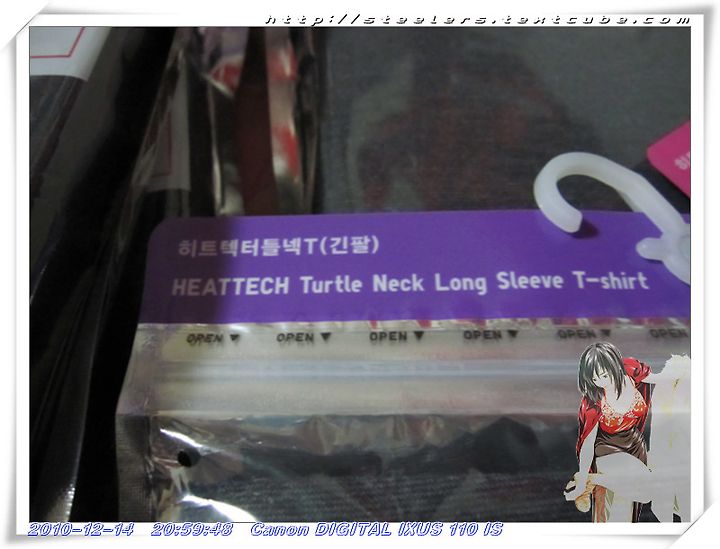 http://steelers.textcube.com
히트텍터틀넥T(긴팔)
HEATTECH Turtle Neck Long Sleeve T-shirt
OPEN▼ OPEN▼ OPEN▼ OPEN▼ OPEN▼ OPEN
2010-12-14 20:59:48 Canon DIGITAL IXUS 110 IS